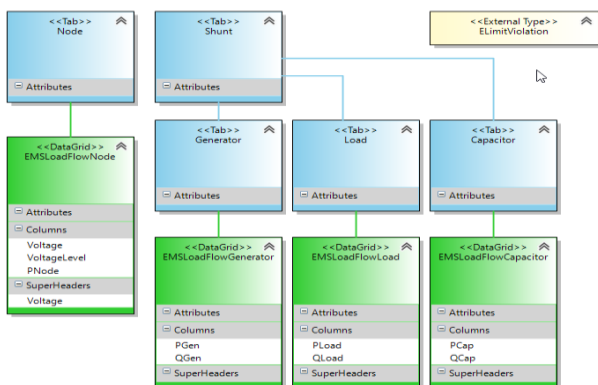 <<Tab>>
Node
Attributes
<<Tab>>
Shunt
Attributes
<<External Type>>
ELimitViolation
<<DataGrid>>
EMSLoadFlowNode
Attributes
Columns
Voltage
VoltageLevel
PNode
SuperHeaders
Voltage
<<Tab>>
Generator
Attributes
<<Tab>>
Load
Attributes
<<Tab>>
Capacitor
Attributes
<<DataGrid>>
EMSLoadFlowGenerator
Attributes
Columns
PGen
QGen
SuperHeaders
<<DataGrid>>
EMSLoadFlowLoad
Attributes
Columns
PLoad
QLoad
SuperHeaders
<<DataGrid>>
EMSLoadFlowCapacitor
Attributes
Columns
PCap
QCap
SuperHeaders